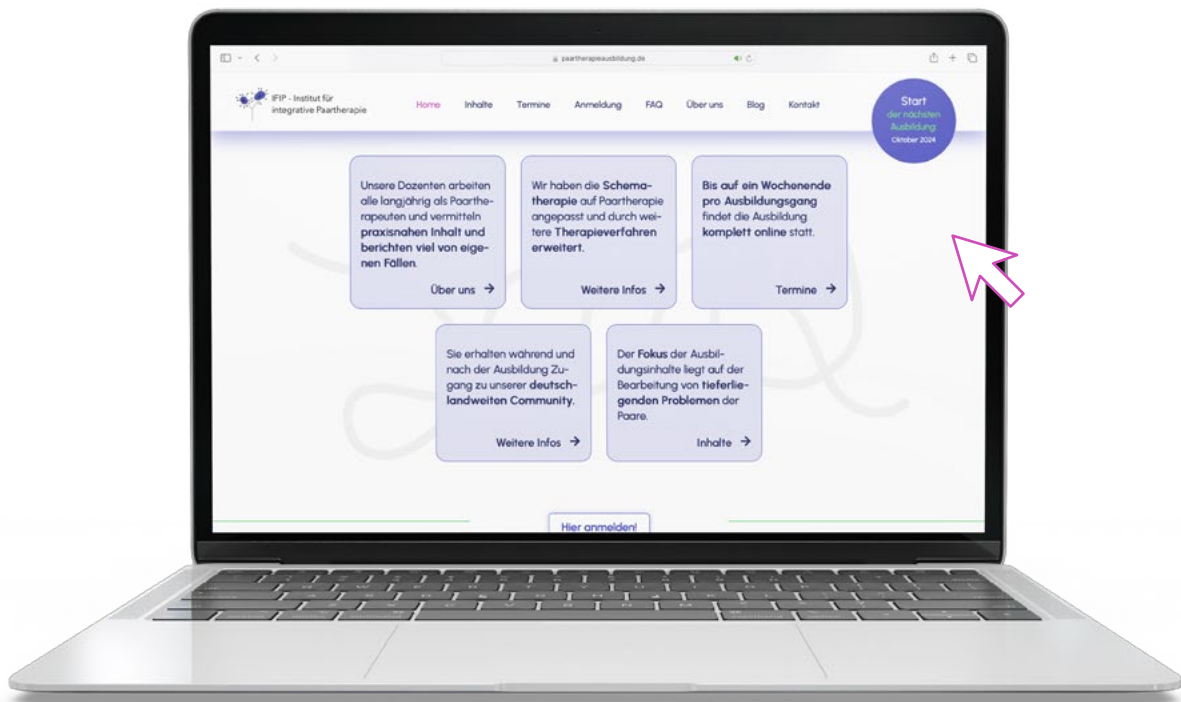 paartherapieausbildung.de
IFIP - Institut für
integrative Paartherapie
Home Inhalte Termine Anmeldung FAQ Über uns Blog Kontakt
Start
der nächsten
Ausbildung:
Oktober 2024
Unsere Dozenten arbeiten
alle langjährig als Paarthe-
rapeuten und vermitteln
praxisnahen Inhalt und
berichten viel von eige-
nen Fällen.
Über uns →
Wir haben die Schema-
therapie auf Paartherapie
angepasst und durch wei-
tere Therapieverfahren
erweitert.
Weitere Infos →
Bis auf ein Wochenende
pro Ausbildungsgang
findet die Ausbildung
komplett online statt.
Termine →
Sie erhalten während und
nach der Ausbildung Zu-
gang zu unserer deutsch-
landweiten Community.
Weitere Infos →
Der Fokus der Ausbil-
dungsinhalte liegt auf der
Bearbeitung von tieferlie-
genden Problemen der
Paare.
Inhalte →
Hier anmelden!